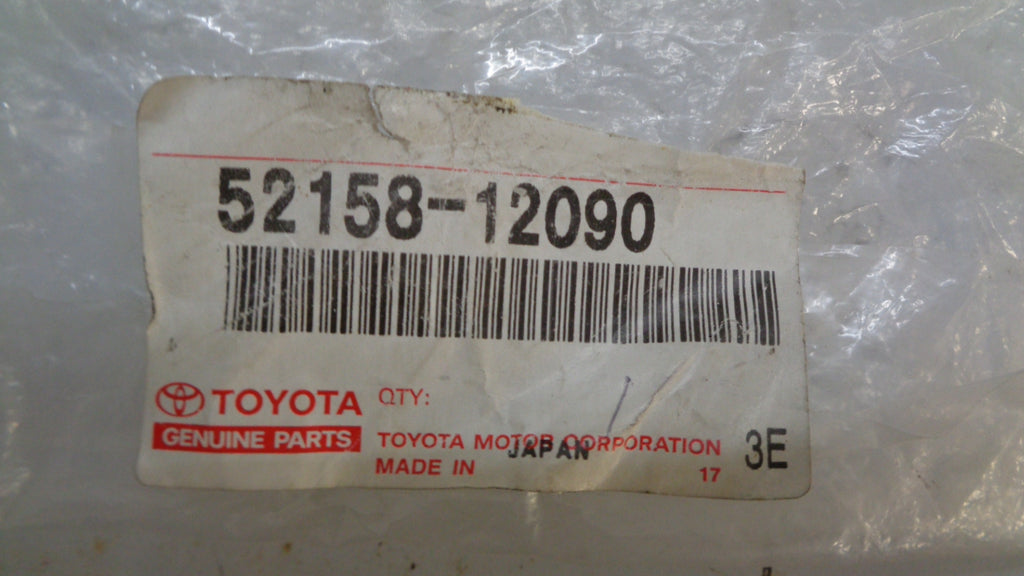 52158-12090
TOYOTA
GENUINE PARTS
QTY:
TOYOTA MOTOR CORPORATION
MADE IN JAPAN
17
3E